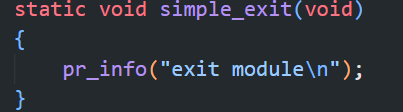 static void simple_exit(void)
{
    pr_info("exit module\n");
}